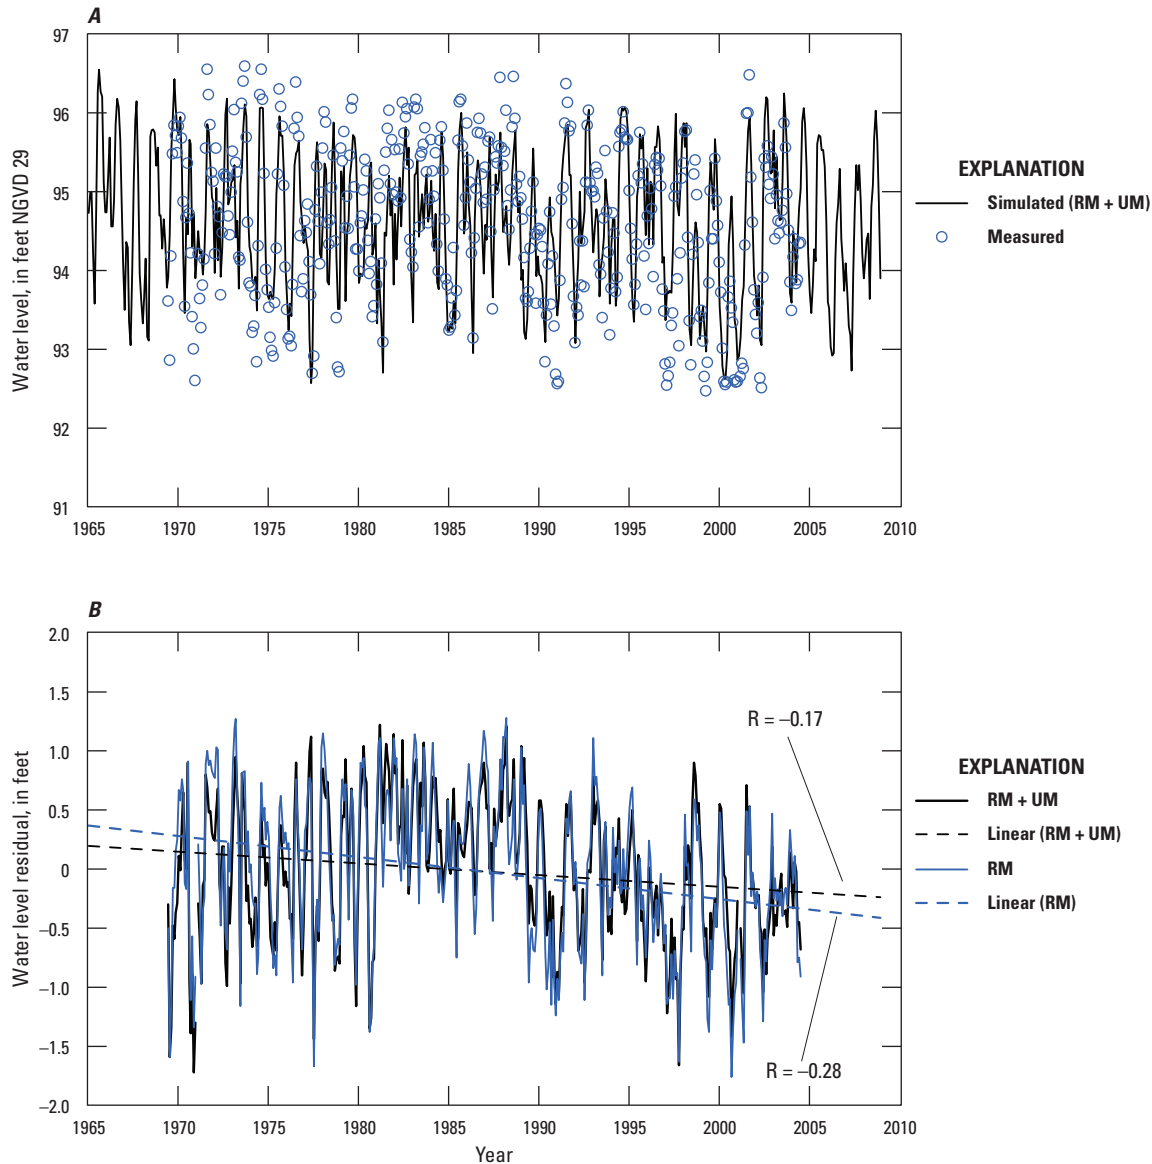 A
Water level, in feet NGVD 29
97
96
95
94
93
92
91
1965 1970 1975 1980 1985 1990 1995 2000 2005 2010
EXPLANATION
Simulated (RM + UM)
Measured
B
Water level residual, in feet
2.0
1.5
1.0
0.5
0
−0.5
−1.0
−1.5
−2.0
R = −0.17
R = −0.28
1965 1970 1975 1980 1985 1990 1995 2000 2005 2010
Year
EXPLANATION
RM + UM
Linear (RM + UM)
RM
Linear (RM)